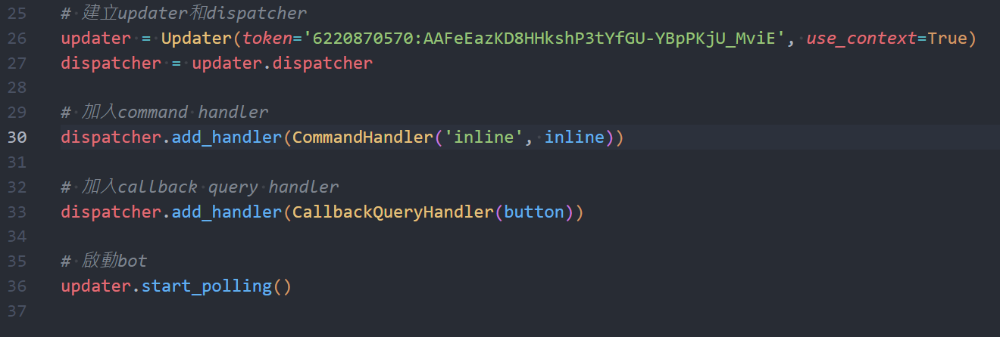 25 # 建立updater和dispatcher
26 updater = Updater(token='6220870570:AAFeEazKD8HHkshP3tYfGU-YBpPKjU_MviE', use_context=True)
27 dispatcher = updater.dispatcher
28
29 # 加入command handler
30 dispatcher.add_handler(CommandHandler('inline', inline))
31
32 # 加入callback query handler
33 dispatcher.add_handler(CallbackQueryHandler(button))
34
35 # 啟動bot
36 updater.start_polling()
37